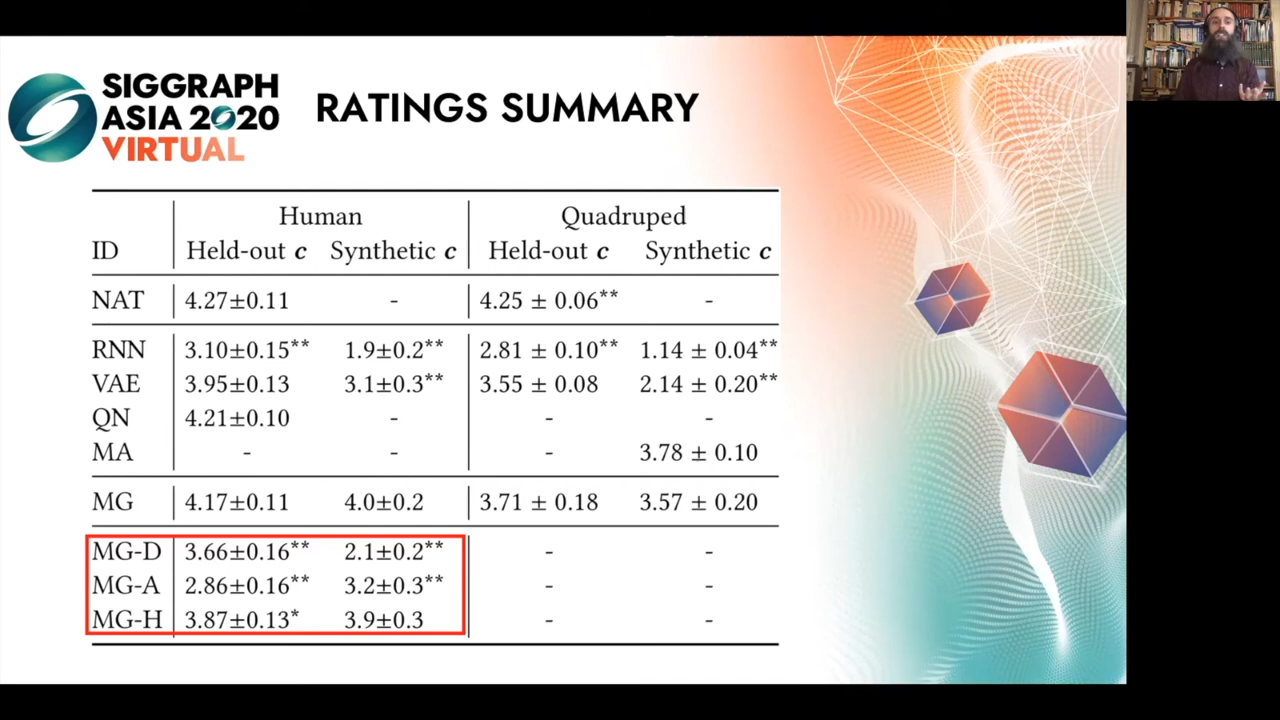 SIGGRAPH
ASIA 2020
VIRTUAL
RATINGS SUMMARY
Human Quadruped
ID Held-out c Synthetic c Held-out c Synthetic c
NAT 4.27±0.11 - 4.25 ± 0.06** -
RNN 3.10±0.15** 1.9±0.2** 2.81 ± 0.10** 1.14 ± 0.04**
VAE 3.95±0.13 3.1±0.3** 3.55 ± 0.08 2.14 ± 0.20**
QN 4.21±0.10 - - -
MA - - - 3.78 ± 0.10
MG 4.17±0.11 4.0±0.2 3.71 ± 0.18 3.57 ± 0.20
MG-D 3.66±0.16** 2.1±0.2** - -
MG-A 2.86±0.16** 3.2±0.3** - -
MG-H 3.87±0.13* 3.9±0.3 - -